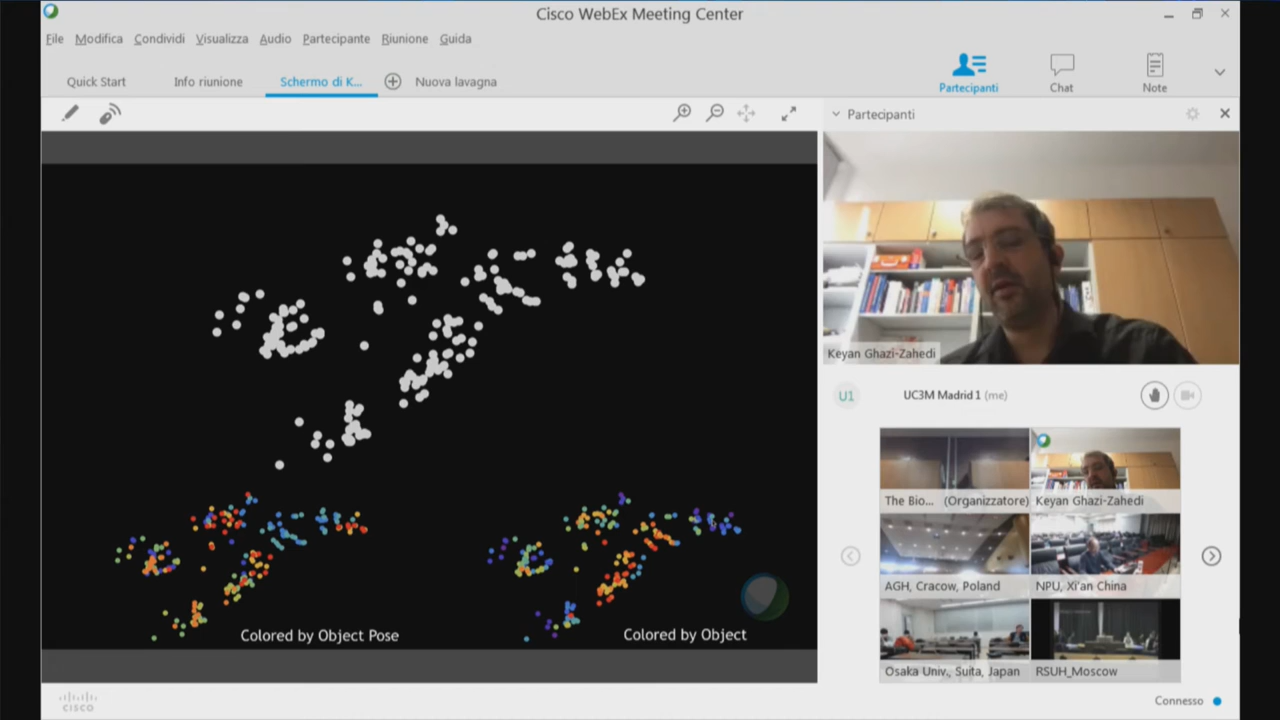 Cisco WebEx Meeting Center
File Modifica Condividi Visualizza Audio Partecipante Riunione Guida
Quick Start Info riunione Schermo di K... Nuova lavagna
Partecipanti Chat Note
Partecipanti
Keyan Ghazi-Zahedi
U1 UC3M Madrid 1 (me)
The Bio... (Organizzatore) Keyan Ghazi-Zahedi
AGH, Cracow, Poland NPU, Xi'an China
Osaka Univ., Suita, Japan RSUH_Moscow
Colored by Object Pose Colored by Object
CISCO
Connesso